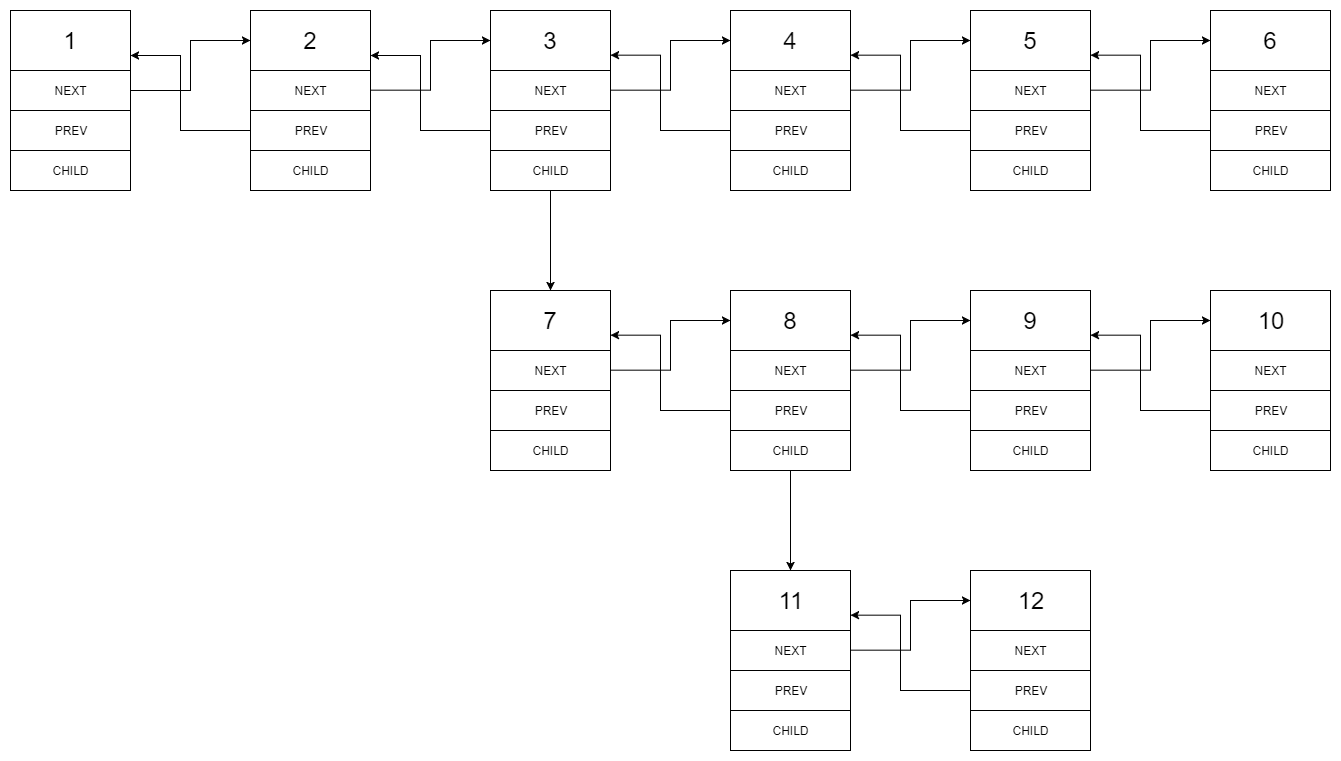 1 2 3 4 5 6
NEXT NEXT NEXT NEXT NEXT NEXT
PREV PREV PREV PREV PREV PREV
CHILD CHILD CHILD CHILD CHILD CHILD
7 8 9 10
NEXT NEXT NEXT NEXT
PREV PREV PREV PREV
CHILD CHILD CHILD CHILD
11 12
NEXT NEXT
PREV PREV
CHILD CHILD